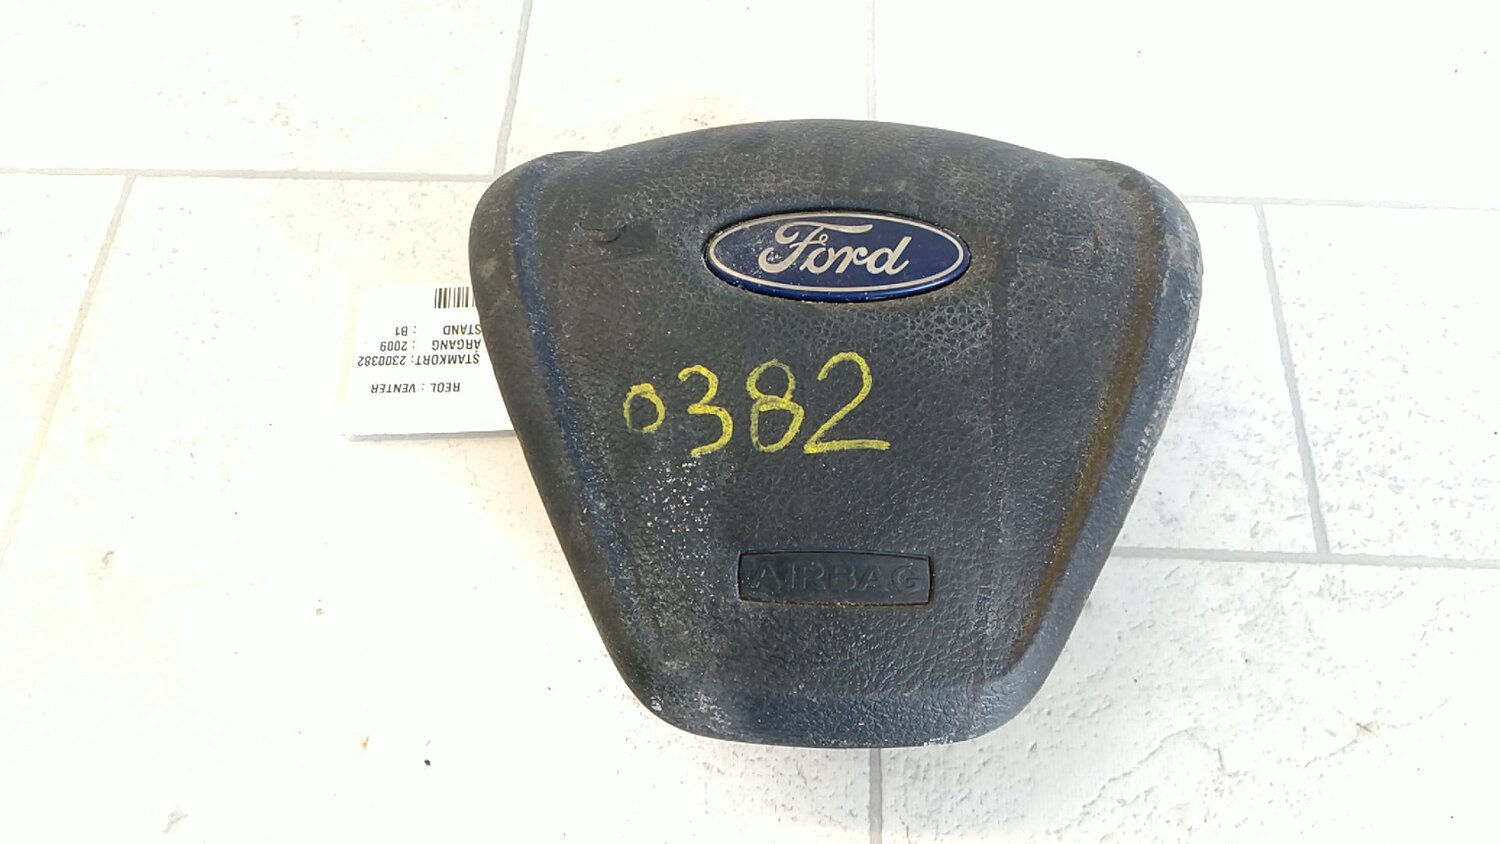 Ford
0382
AIRBAG
REOL : VENTER
STAMKORT : 2300382
ARGANG : 2009
STAND : B1